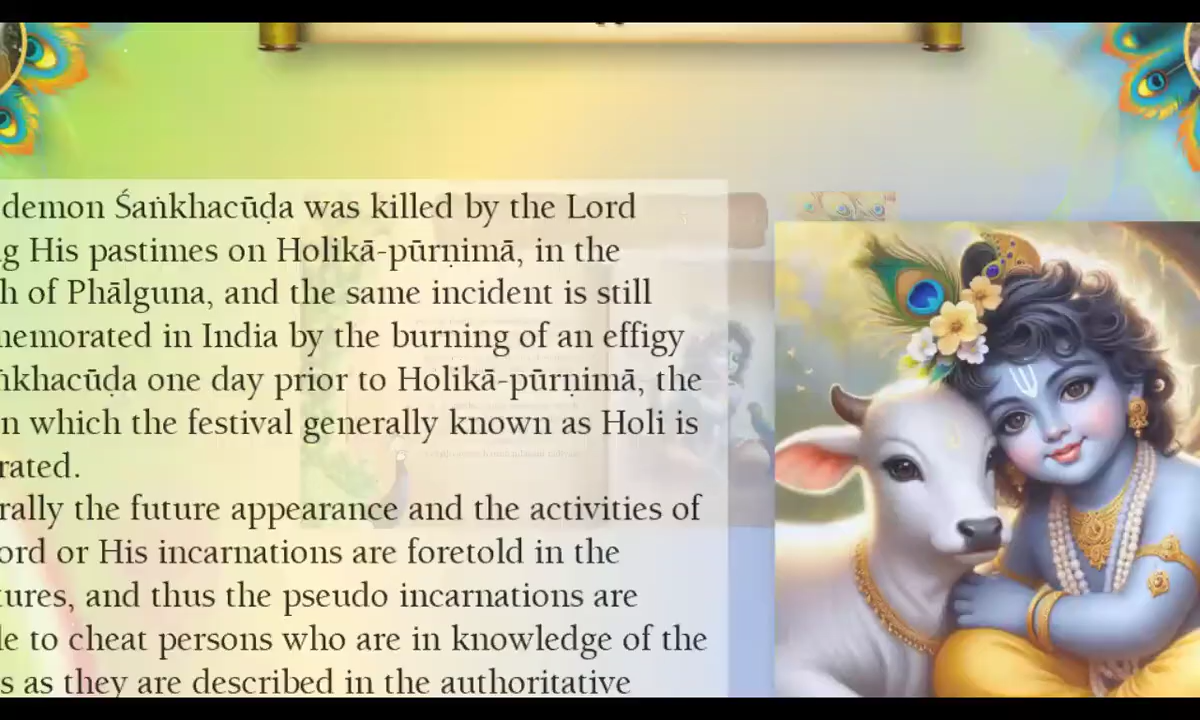 demon Śaṅkhacūḍa was killed by the Lord
g His pastimes on Holikā-pūrṇimā, in the
h of Phālguna, and the same incident is still
memorated in India by the burning of an effigy
ṅkhacūḍa one day prior to Holikā-pūrṇimā, the
n which the festival generally known as Holi is
rated.
rally the future appearance and the activities of
ord or His incarnations are foretold in the
tures, and thus the pseudo incarnations are
le to cheat persons who are in knowledge of the
s as they are described in the authoritative